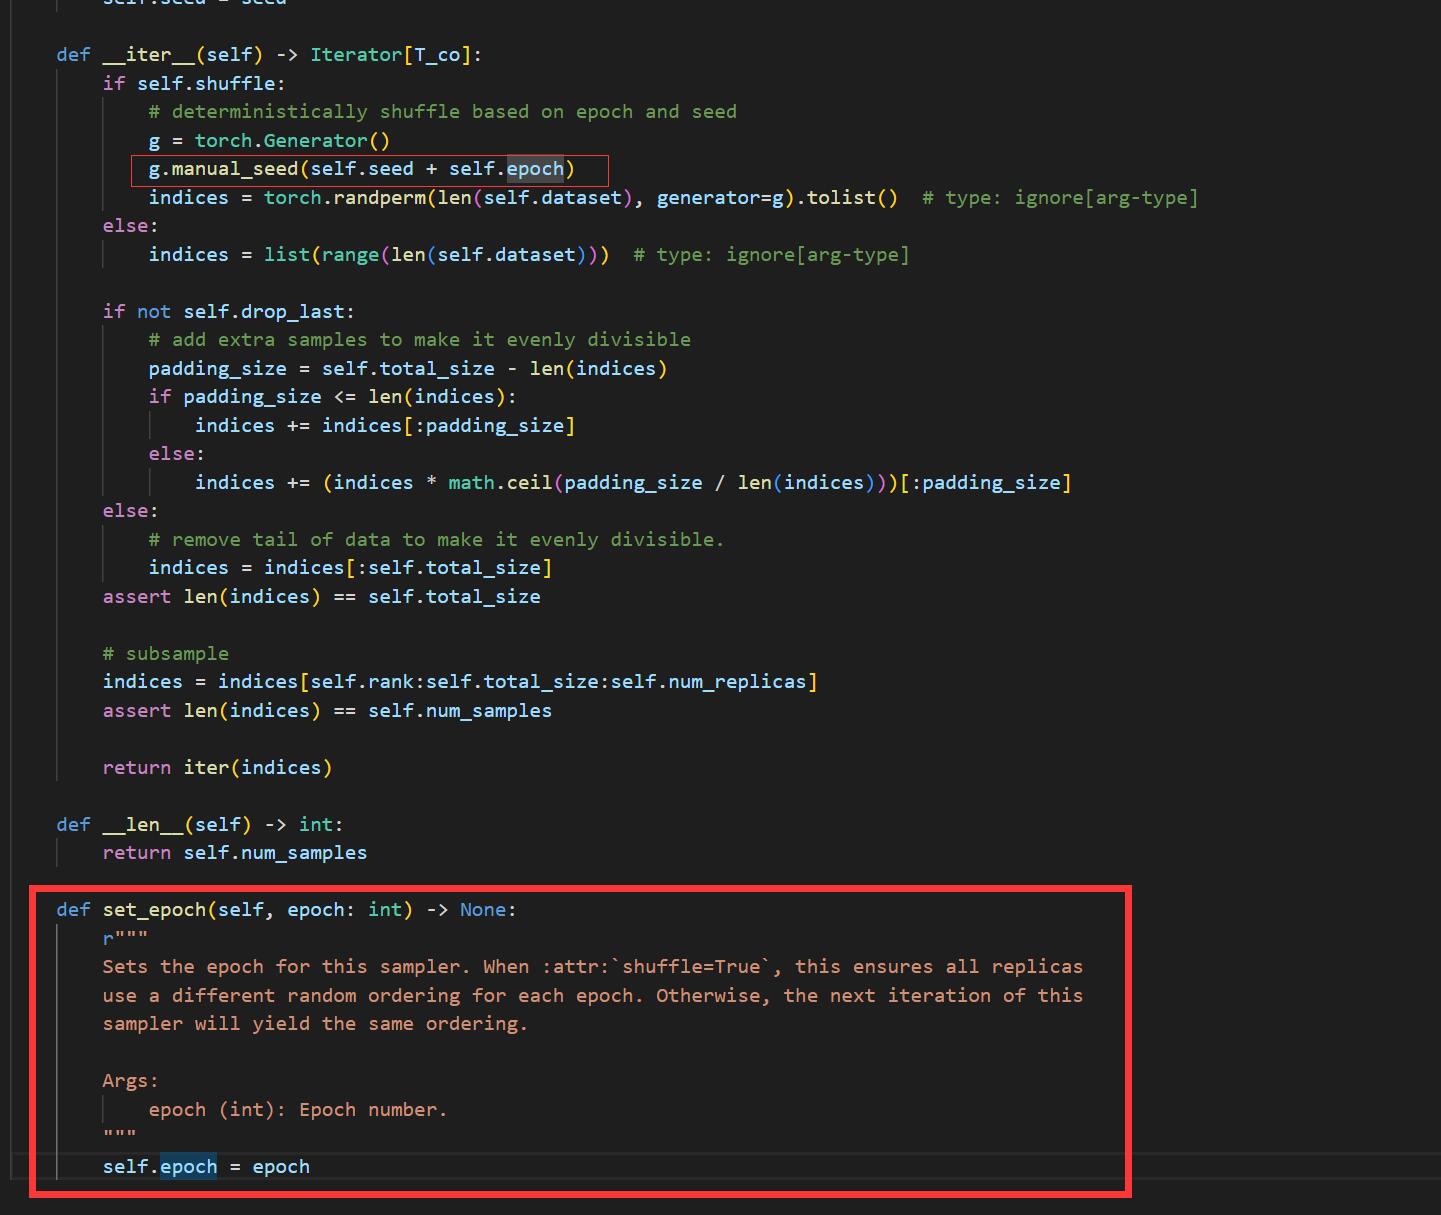 self.seed = seed
def __iter__(self) -> Iterator[T_co]:
if self.shuffle:
# deterministically shuffle based on epoch and seed
g = torch.Generator()
g.manual_seed(self.seed + self.epoch)
indices = torch.randperm(len(self.dataset), generator=g).tolist()  # type: ignore[arg-type]
else:
indices = list(range(len(self.dataset)))  # type: ignore[arg-type]
if not self.drop_last:
# add extra samples to make it evenly divisible
padding_size = self.total_size - len(indices)
if padding_size <= len(indices):
indices += indices[:padding_size]
else:
indices += (indices * math.ceil(padding_size / len(indices)))[:padding_size]
else:
# remove tail of data to make it evenly divisible.
indices = indices[:self.total_size]
assert len(indices) == self.total_size
# subsample
indices = indices[self.rank:self.total_size:self.num_replicas]
assert len(indices) == self.num_samples
return iter(indices)
def __len__(self) -> int:
return self.num_samples
def set_epoch(self, epoch: int) -> None:
r"""
Sets the epoch for this sampler. When :attr:`shuffle=True`, this ensures all replicas
use a different random ordering for each epoch. Otherwise, the next iteration of this
sampler will yield the same ordering.
Args:
epoch (int): Epoch number.
"""
self.epoch = epoch